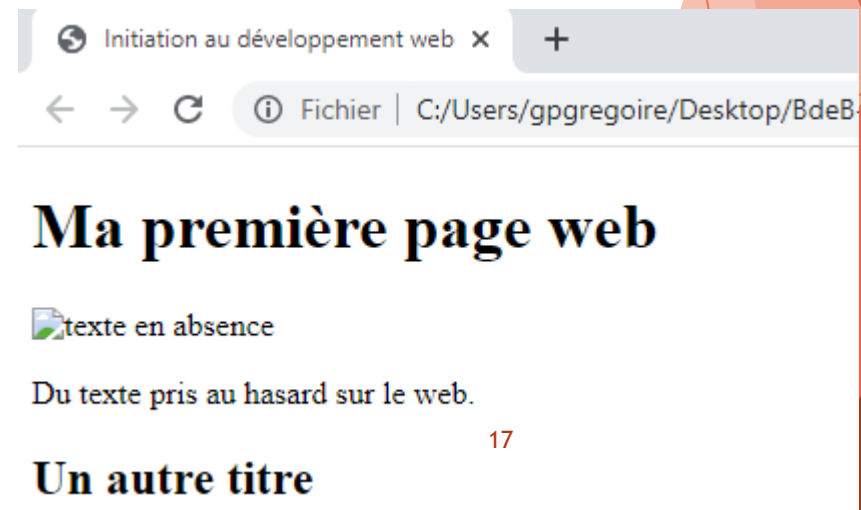 Initiation au développement web × +
Fichier | C:/Users/gpgregoire/Desktop/BdeB-
Ma première page web
texte en absence
Du texte pris au hasard sur le web.
17
Un autre titre